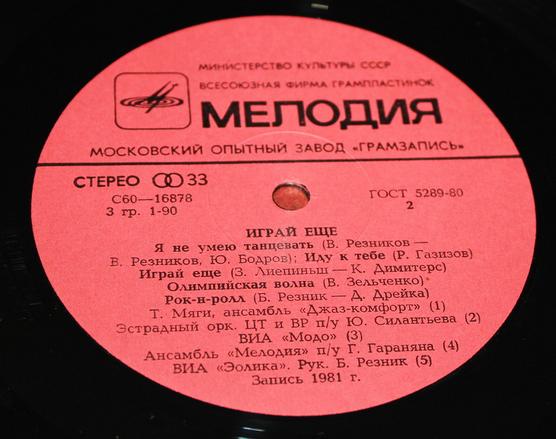 МИНИСТЕРСТВО КУЛЬТУРЫ СССР
ВСЕСОЮЗНАЯ ФИРМА ГРАМПЛАСТИНОК
МЕЛОДИЯ
МОСКОВСКИЙ ОПЫТНЫЙ ЗАВОД «ГРАМЗАПИСЬ»
СТЕРЕО 33
ГОСТ 5289-80
С60—16878
2
3 гр. 1-90
ИГРАЙ ЕЩЕ
Я не умею танцевать (В. Резников —
В. Резников, Ю. Бодров); Иду к тебе (Р. Газизов)
Играй еще (З. Лиепиньш — К. Димитерс)
Олимпийская волна (В. Зельченко)
Рок-н-ролл (Б. Резник — Д. Дрейка)
Т. Мяги, ансамбль «Джаз-комфорт» (1)
Эстрадный орк. ЦТ и ВР п/у Ю. Силантьева (2)
ВИА «Модо» (3)
Ансамбль «Мелодия» п/у Г. Гараняна (4)
ВИА «Эолика». Рук. Б. Резник (5)
Запись 1981 г.